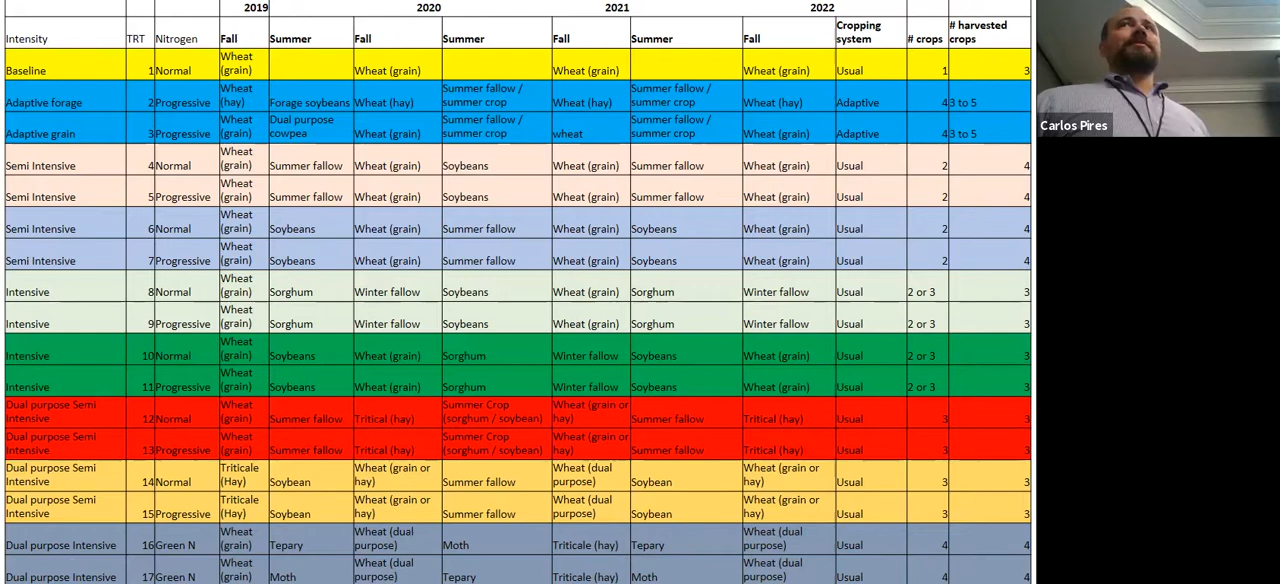 2019 2020 2021 2022
Intensity TRT Nitrogen Fall Summer Fall Summer Fall Summer Fall Cropping system # crops # harvested crops
Baseline 1 Normal Wheat (grain) Wheat (grain) Wheat (grain) Wheat (grain) Usual 1 3
Adaptive forage 2 Progressive Wheat (hay) Forage soybeans Wheat (hay) Summer fallow / summer crop Wheat (hay) Summer fallow / summer crop Wheat (hay) Adaptive 4 3 to 5
Adaptive grain 3 Progressive Wheat (grain) Dual purpose cowpea Wheat (grain) Summer fallow / summer crop wheat Summer fallow / summer crop Wheat (grain) Adaptive 4 3 to 5
Semi Intensive 4 Normal Wheat (grain) Summer fallow Wheat (grain) Soybeans Wheat (grain) Summer fallow Wheat (grain) Usual 2 4
Semi Intensive 5 Progressive Wheat (grain) Summer fallow Wheat (grain) Soybeans Wheat (grain) Summer fallow Wheat (grain) Usual 2 4
Semi Intensive 6 Normal Wheat (grain) Soybeans Wheat (grain) Summer fallow Wheat (grain) Soybeans Wheat (grain) Usual 2 4
Semi Intensive 7 Progressive Wheat (grain) Soybeans Wheat (grain) Summer fallow Wheat (grain) Soybeans Wheat (grain) Usual 2 4
Intensive 8 Normal Wheat (grain) Sorghum Winter fallow Soybeans Wheat (grain) Sorghum Winter fallow Usual 2 or 3 3
Intensive 9 Progressive Wheat (grain) Sorghum Winter fallow Soybeans Wheat (grain) Sorghum Winter fallow Usual 2 or 3 3
Intensive 10 Normal Wheat (grain) Soybeans Wheat (grain) Sorghum Winter fallow Soybeans Wheat (grain) Usual 2 or 3 3
Intensive 11 Progressive Wheat (grain) Soybeans Wheat (grain) Sorghum Winter fallow Soybeans Wheat (grain) Usual 2 or 3 3
Dual purpose Semi Intensive 12 Normal Wheat (grain) Summer fallow Tritical (hay) Summer Crop (sorghum / soybean) Wheat (grain or hay) Summer fallow Tritical (hay) Usual 3 3
Dual purpose Semi Intensive 13 Progressive Wheat (grain) Summer fallow Tritical (hay) Summer Crop (sorghum / soybean) Wheat (grain or hay) Summer fallow Tritical (hay) Usual 3 3
Dual purpose Semi Intensive 14 Normal Triticale (Hay) Soybean Wheat (grain or hay) Summer fallow Wheat (dual purpose) Soybean Wheat (grain or hay) Usual 3 3
Dual purpose Semi Intensive 15 Progressive Triticale (Hay) Soybean Wheat (grain or hay) Summer fallow Wheat (dual purpose) Soybean Wheat (grain or hay) Usual 3 3
Dual purpose Intensive 16 Green N Wheat (grain) Tepary Wheat (dual purpose) Moth Triticale (hay) Tepary Wheat (dual purpose) Usual 4 4
Dual purpose Intensive 17 Green N Wheat (grain) Moth Wheat (dual purpose) Tepary Triticale (hay) Moth Wheat (dual purpose) Usual 4 4
Carlos Pires